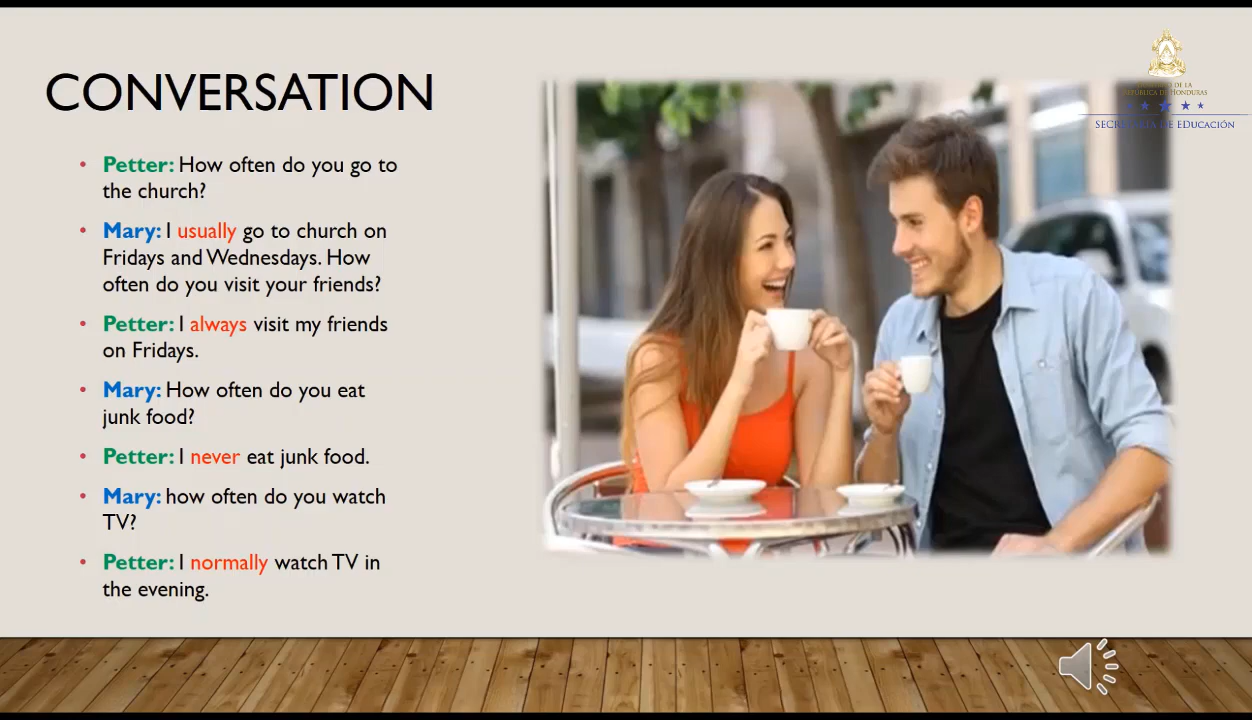 CONVERSATION
• Petter: How often do you go to
the church?
• Mary: I usually go to church on
Fridays and Wednesdays. How
often do you visit your friends?
• Petter: I always visit my friends
on Fridays.
• Mary: How often do you eat
junk food?
• Petter: I never eat junk food.
• Mary: how often do you watch
TV?
• Petter: I normally watch TV in
the evening.
REPÚBLICA DE HONDURAS
SECRETARÍA DE EDUCACIÓN